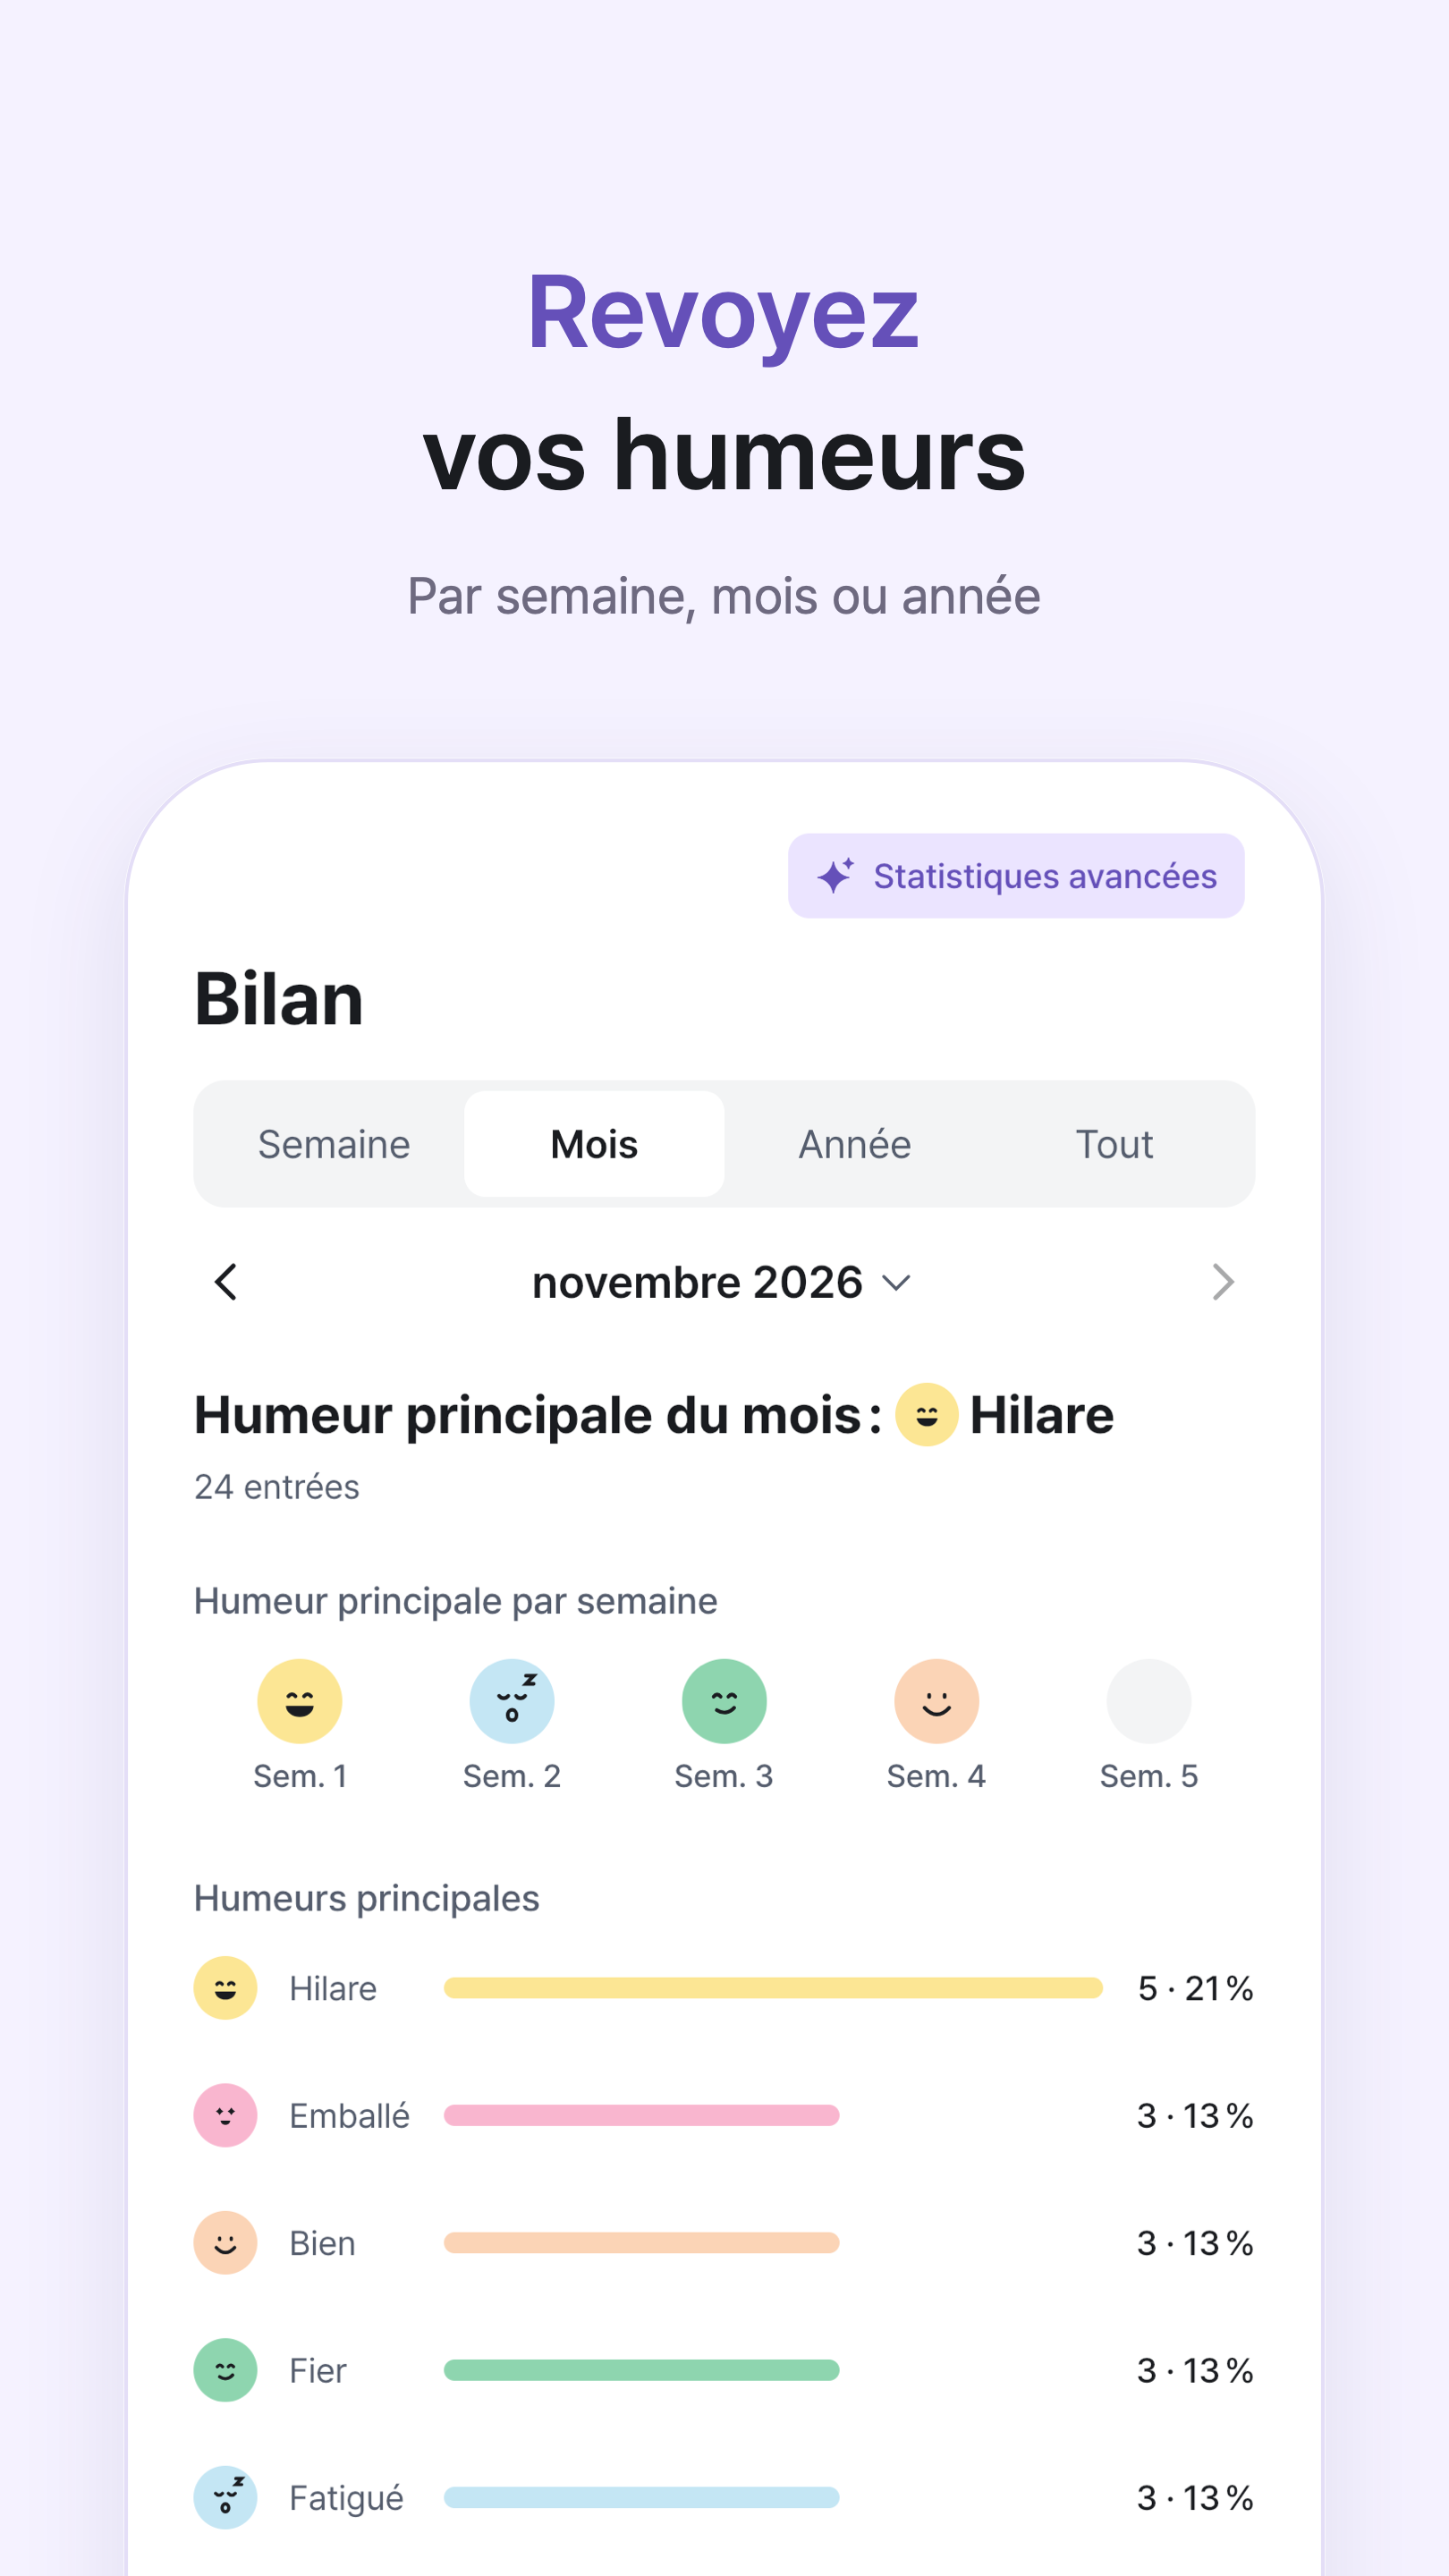 Revoyez
vos humeurs
Par semaine, mois ou année
Statistiques avancées
Bilan
Semaine Mois Année Tout
novembre 2026
Humeur principale du mois : Hilare
24 entrées
Humeur principale par semaine
Sem. 1 Sem. 2 Sem. 3 Sem. 4 Sem. 5
Humeurs principales
Hilare 5 · 21 %
Emballé 3 · 13 %
Bien 3 · 13 %
Fier 3 · 13 %
Fatigué 3 · 13 %